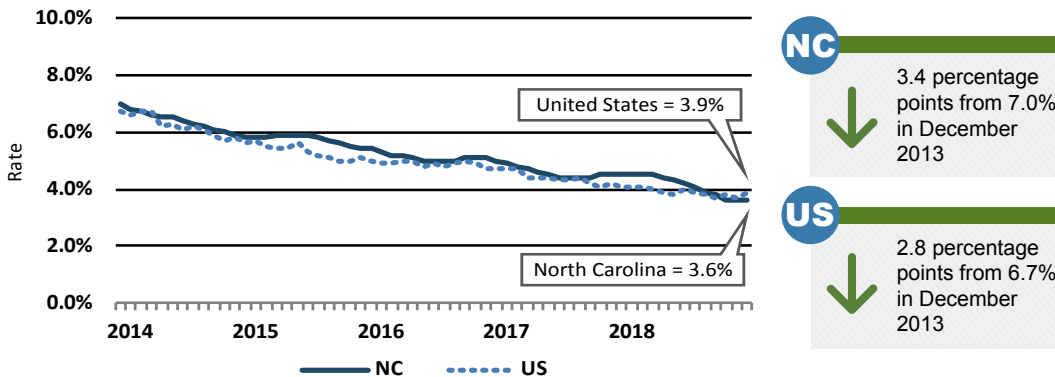 10.0%
8.0%
6.0%
4.0%
2.0%
0.0%
Rate
United States = 3.9%
North Carolina = 3.6%
2014 2015 2016 2017 2018
NC US
NC
3.4 percentage
points from 7.0%
in December
2013
US
2.8 percentage
points from 6.7%
in December
2013